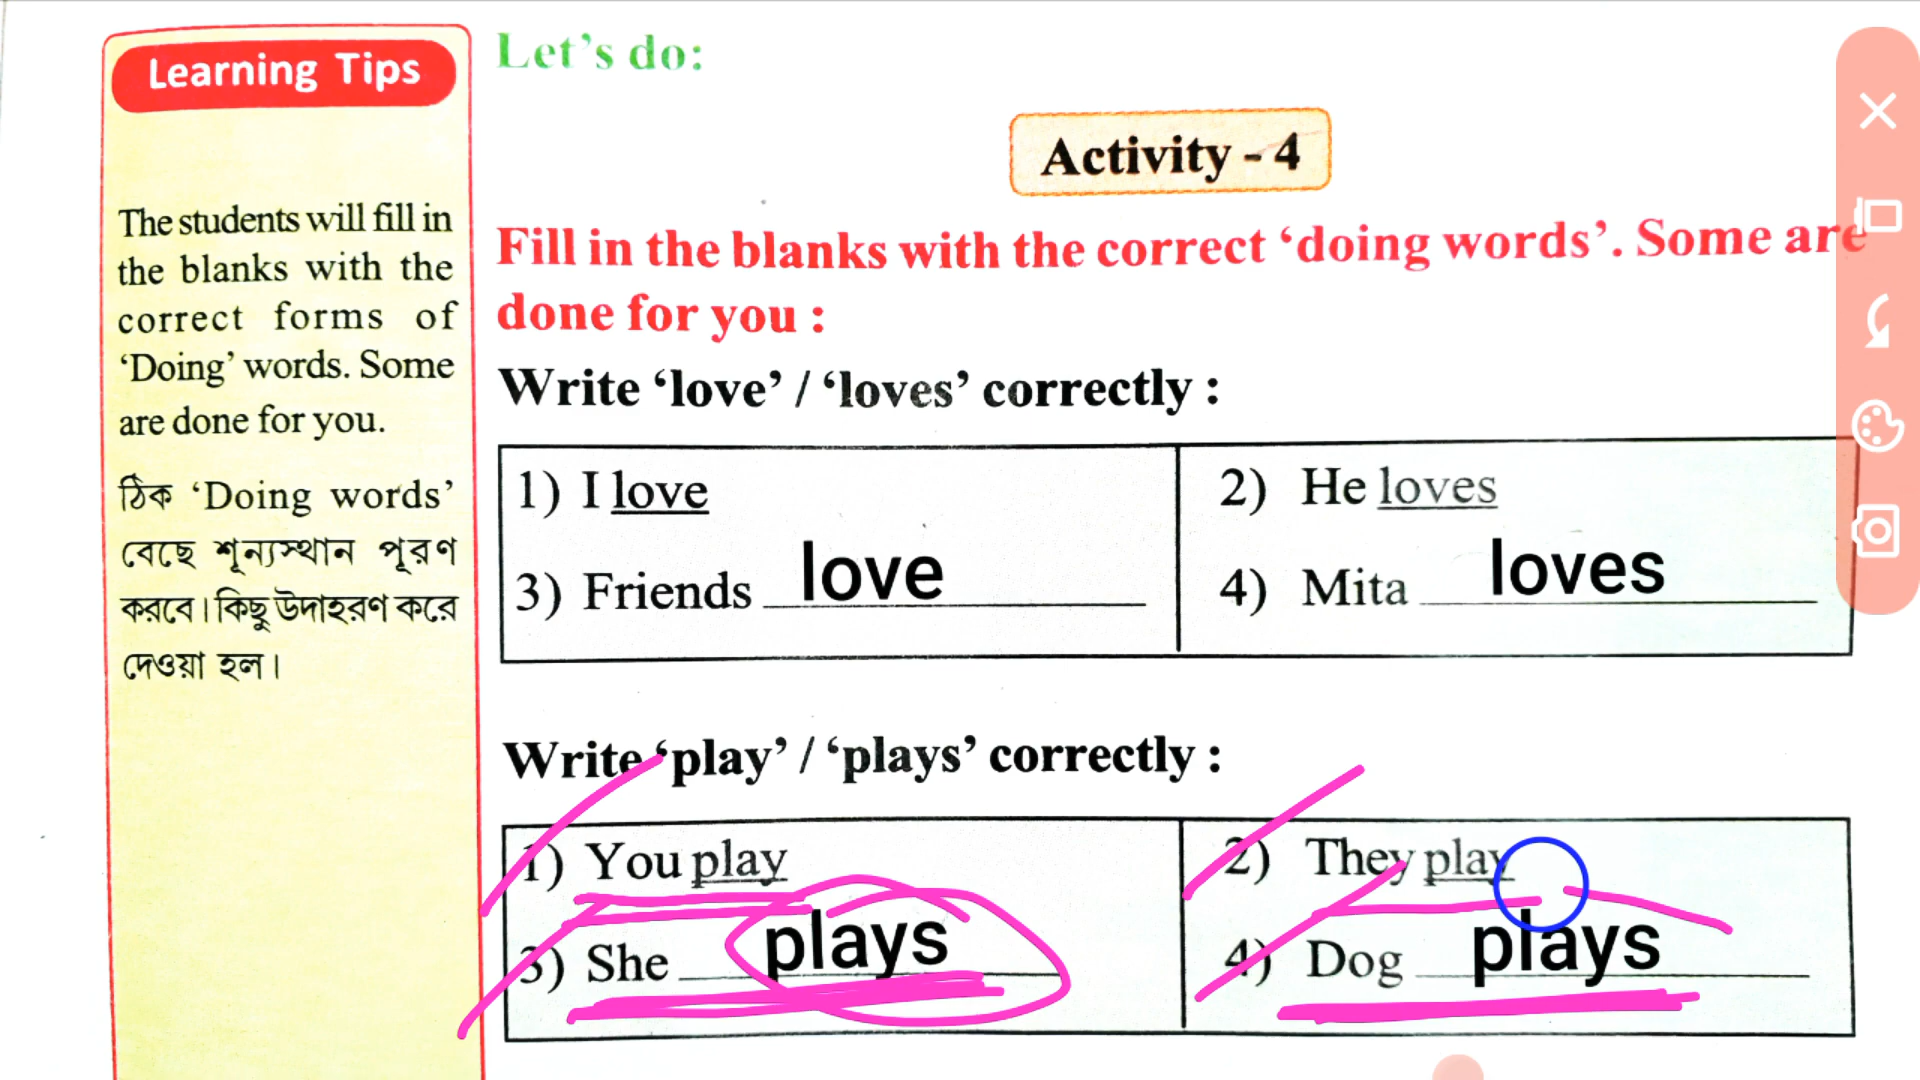 Learning Tips
The students will fill in
the blanks with the
correct forms of
‘Doing’ words. Some
are done for you.
ঠিক ‘Doing words’
বেছে শূন্যস্থান পূরণ
করবে। কিছু উদাহরণ করে
দেওয়া হল।
Let’s do:
Activity - 4
Fill in the blanks with the correct ‘doing words’. Some are
done for you :
Write ‘love’ / ‘loves’ correctly :
1) I love
2) He loves
3) Friends love
4) Mita loves
Write ‘play’ / ‘plays’ correctly :
1) You play
2) They play
3) She plays
4) Dog plays